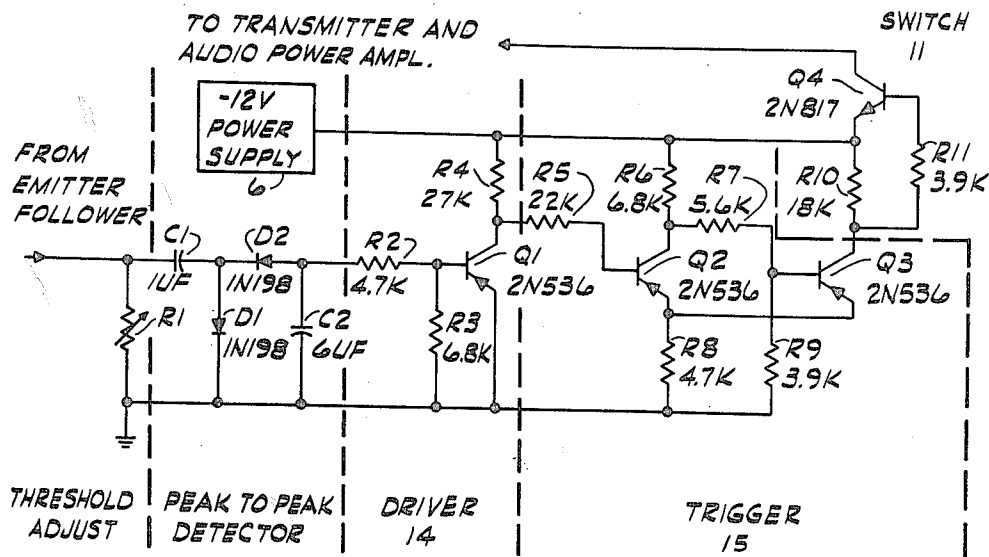 TO TRANSMITTER AND
AUDIO POWER AMPL.
SWITCH
11
-12V
POWER
SUPPLY
6
Q4
2N817
FROM
EMITTER
FOLLOWER
R4
27K
R5
22K
R6
6.8K
R7
5.6K
R10
18K
R11
3.9K
C1
1UF
D2
1N198
R2
4.7K
Q1
2N536
Q2
2N536
Q3
2N536
R1
D1
1N198
C2
6UF
R3
6.8K
R8
4.7K
R9
3.9K
THRESHOLD
ADJUST
PEAK TO PEAK
DETECTOR
DRIVER
14
TRIGGER
15